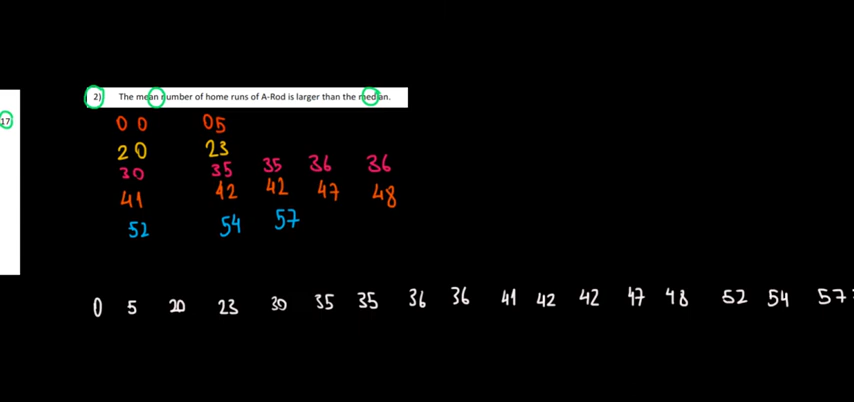 2) The mean number of home runs of A-Rod is larger than the median.
17
00 05
20 23
30 35 35 36 36
41 42 42 47 48
52 54 57
0 5 20 23 30 35 35 36 36 41 42 42 47 48 52 54 57